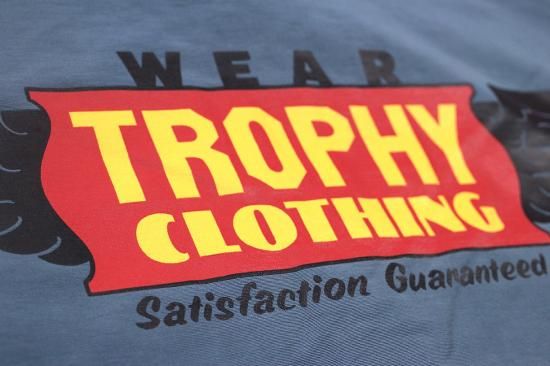 WEAR
TROPHY
CLOTHING
Satisfaction Guaranteed